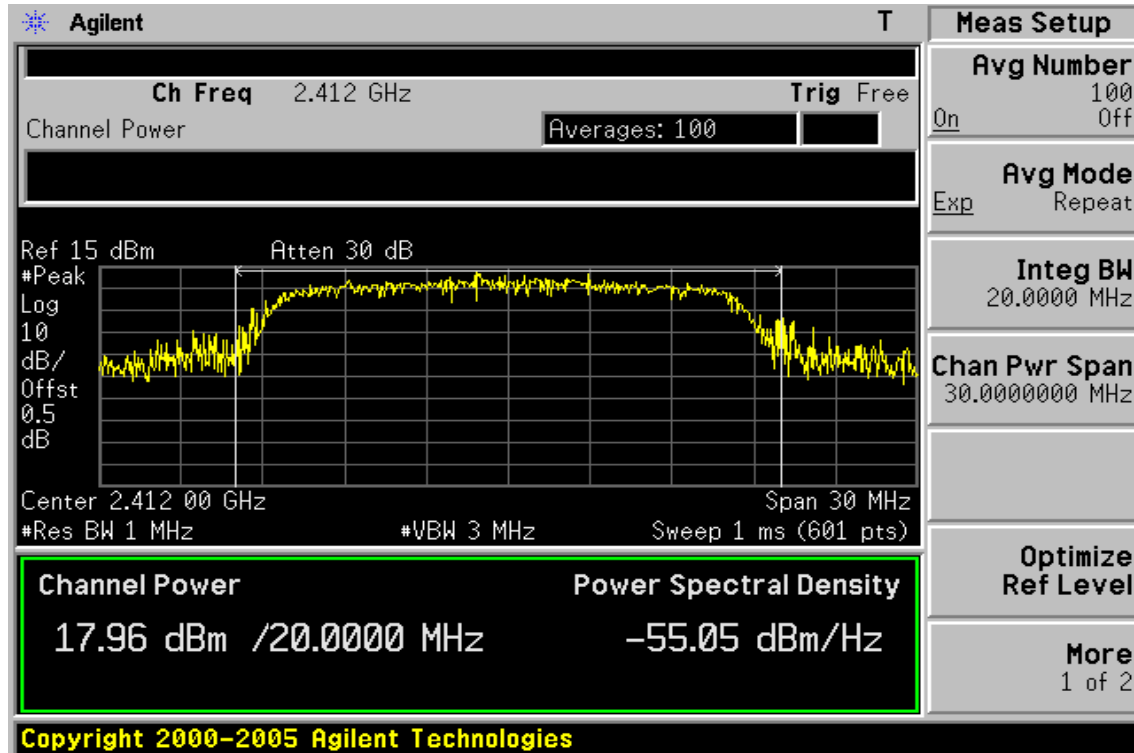 Agilent T
Ch Freq 2.412 GHz Trig Free
Channel Power Averages: 100
Ref 15 dBm Atten 30 dB
#Peak
Log
10
dB/
Offst
0.5
dB
Center 2.412 00 GHz Span 30 MHz
#Res BW 1 MHz #VBW 3 MHz Sweep 1 ms (601 pts)
Channel Power Power Spectral Density
17.96 dBm /20.0000 MHz -55.05 dBm/Hz
Meas Setup
Avg Number
100
On Off
Avg Mode
Exp Repeat
Integ BW
20.0000 MHz
Chan Pwr Span
30.0000000 MHz
Optimize
Ref Level
More
1 of 2
Copyright 2000-2005 Agilent Technologies